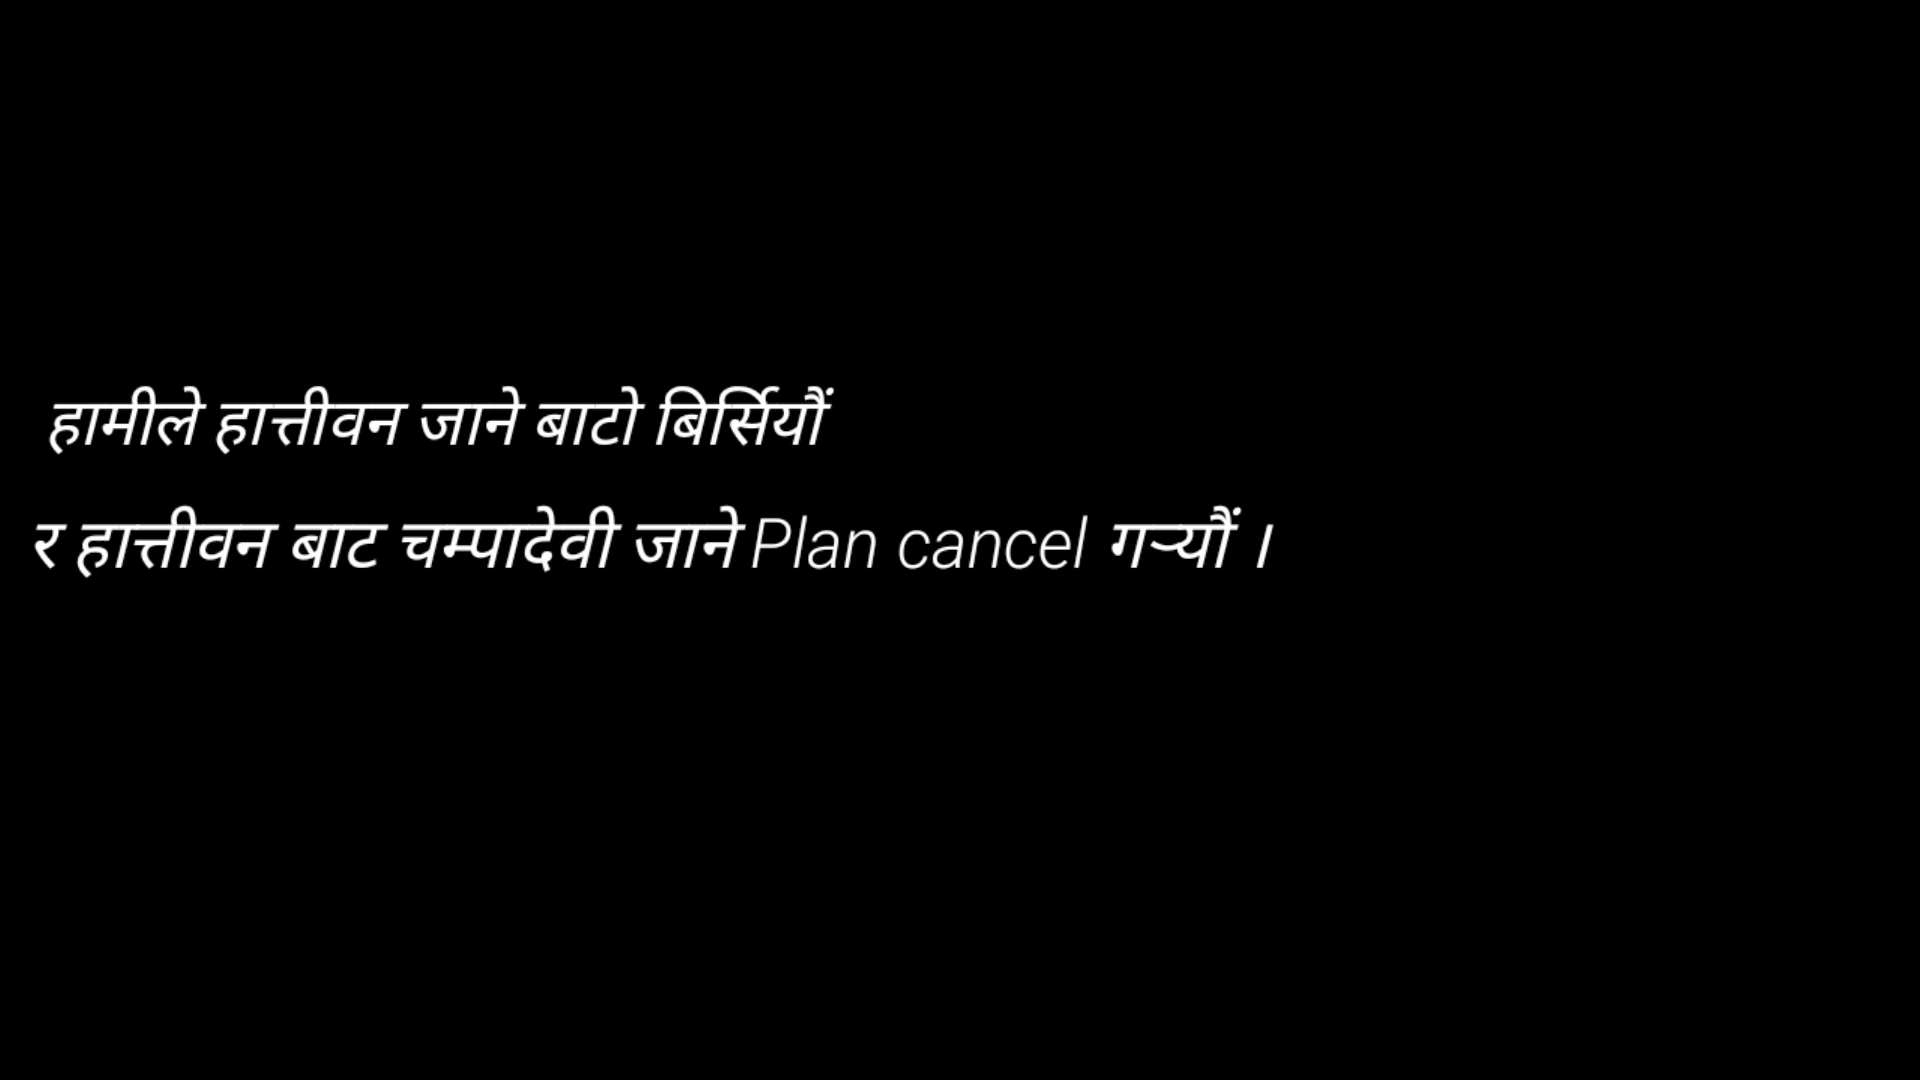 हामीले हात्तीवन जाने बाटो बिर्सियौं
र हात्तीवन बाट चम्पादेवी जाने Plan cancel गर्‍यौं ।